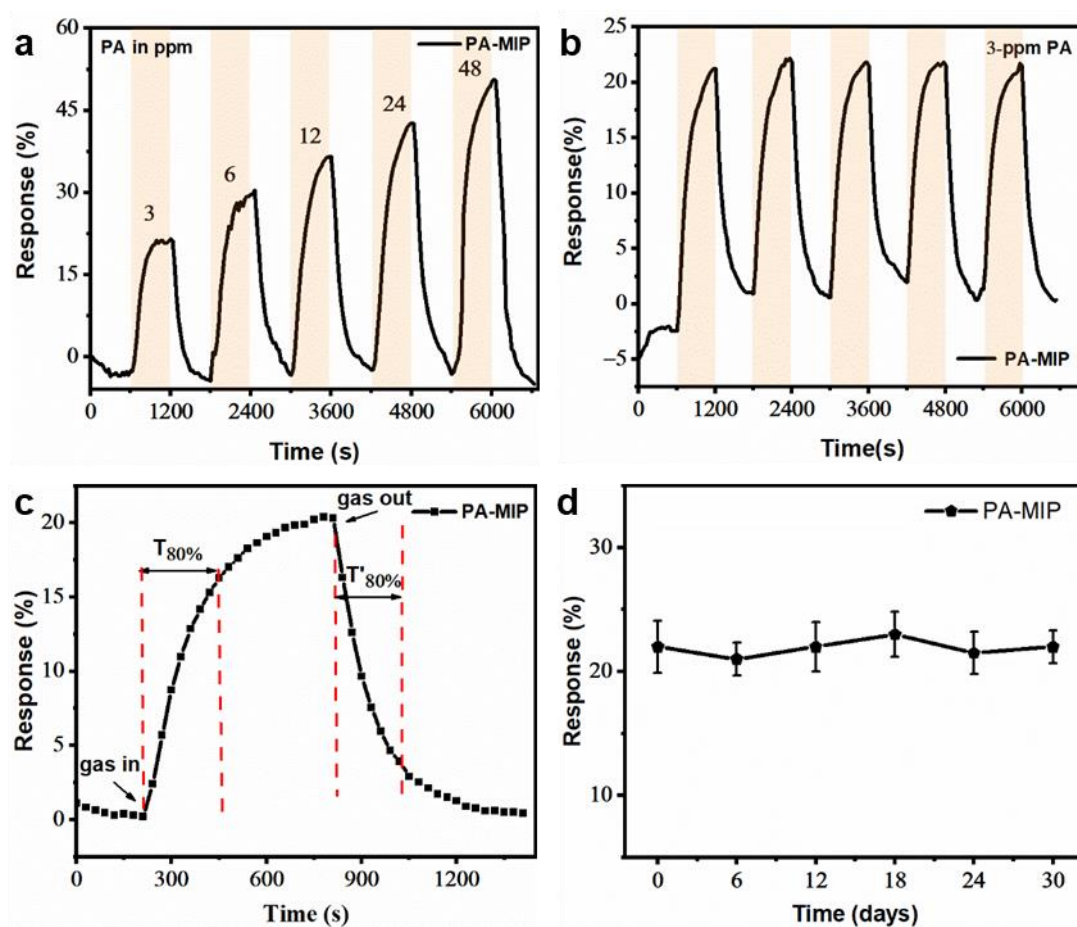 a
PA in ppm
PA-MIP
3
6
12
24
48
60
45
30
15
0
Response (%)
0
1200
2400
3600
4800
6000
Time (s)
b
3-ppm PA
PA-MIP
25
20
15
10
5
0
−5
Response(%)
0
1200
2400
3600
4800
6000
Time(s)
c
gas out
PA-MIP
T80%
T'80%
gas in
20
15
10
5
0
Response (%)
0
300
600
900
1200
Time (s)
d
PA-MIP
30
20
10
Response (%)
0
6
12
18
24
30
Time (days)